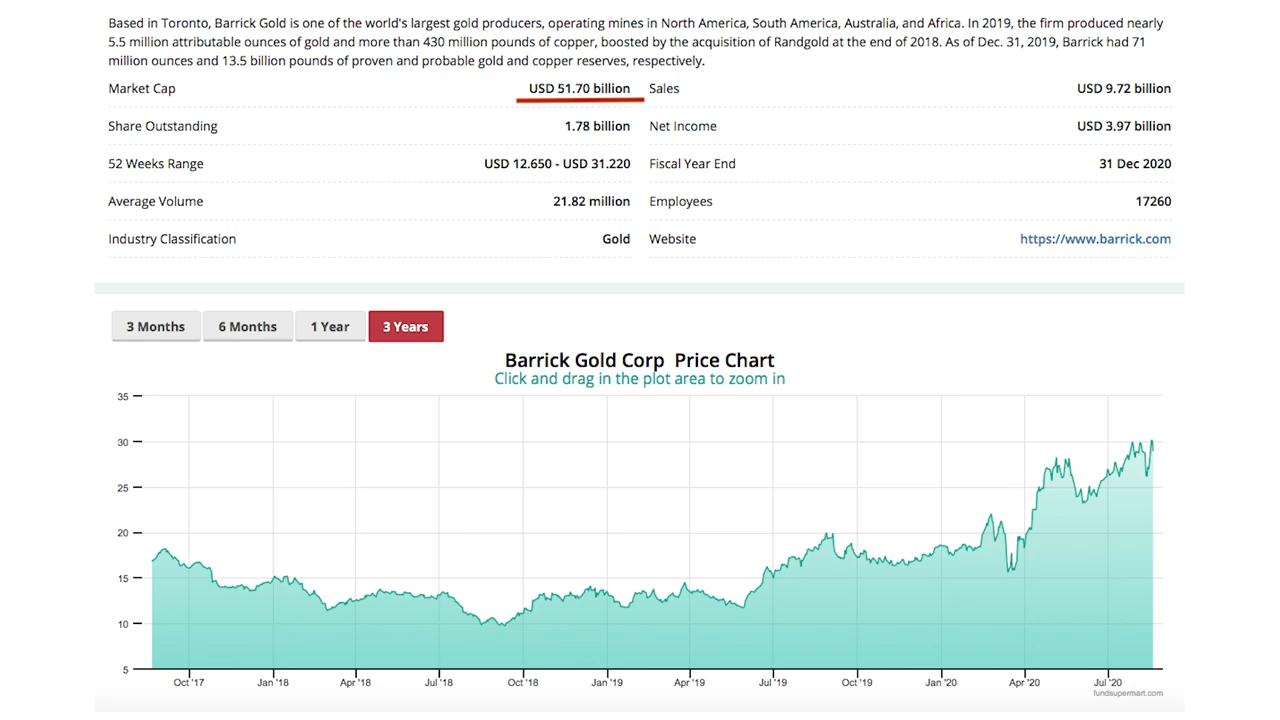 Based in Toronto, Barrick Gold is one of the world's largest gold producers, operating mines in North America, South America, Australia, and Africa. In 2019, the firm produced nearly
5.5 million attributable ounces of gold and more than 430 million pounds of copper, boosted by the acquisition of Randgold at the end of 2018. As of Dec. 31, 2019, Barrick had 71
million ounces and 13.5 billion pounds of proven and probable gold and copper reserves, respectively.
Market Cap USD 51.70 billion Sales USD 9.72 billion
Share Outstanding 1.78 billion Net Income USD 3.97 billion
52 Weeks Range USD 12.650 - USD 31.220 Fiscal Year End 31 Dec 2020
Average Volume 21.82 million Employees 17260
Industry Classification Gold Website https://www.barrick.com
3 Months 6 Months 1 Year 3 Years
Barrick Gold Corp Price Chart
Click and drag in the plot area to zoom in
35
30
25
20
15
10
5
Oct '17 Jan '18 Apr '18 Jul '18 Oct '18 Jan '19 Apr '19 Jul '19 Oct '19 Jan '20 Apr '20 Jul '20
fundsupermart.com